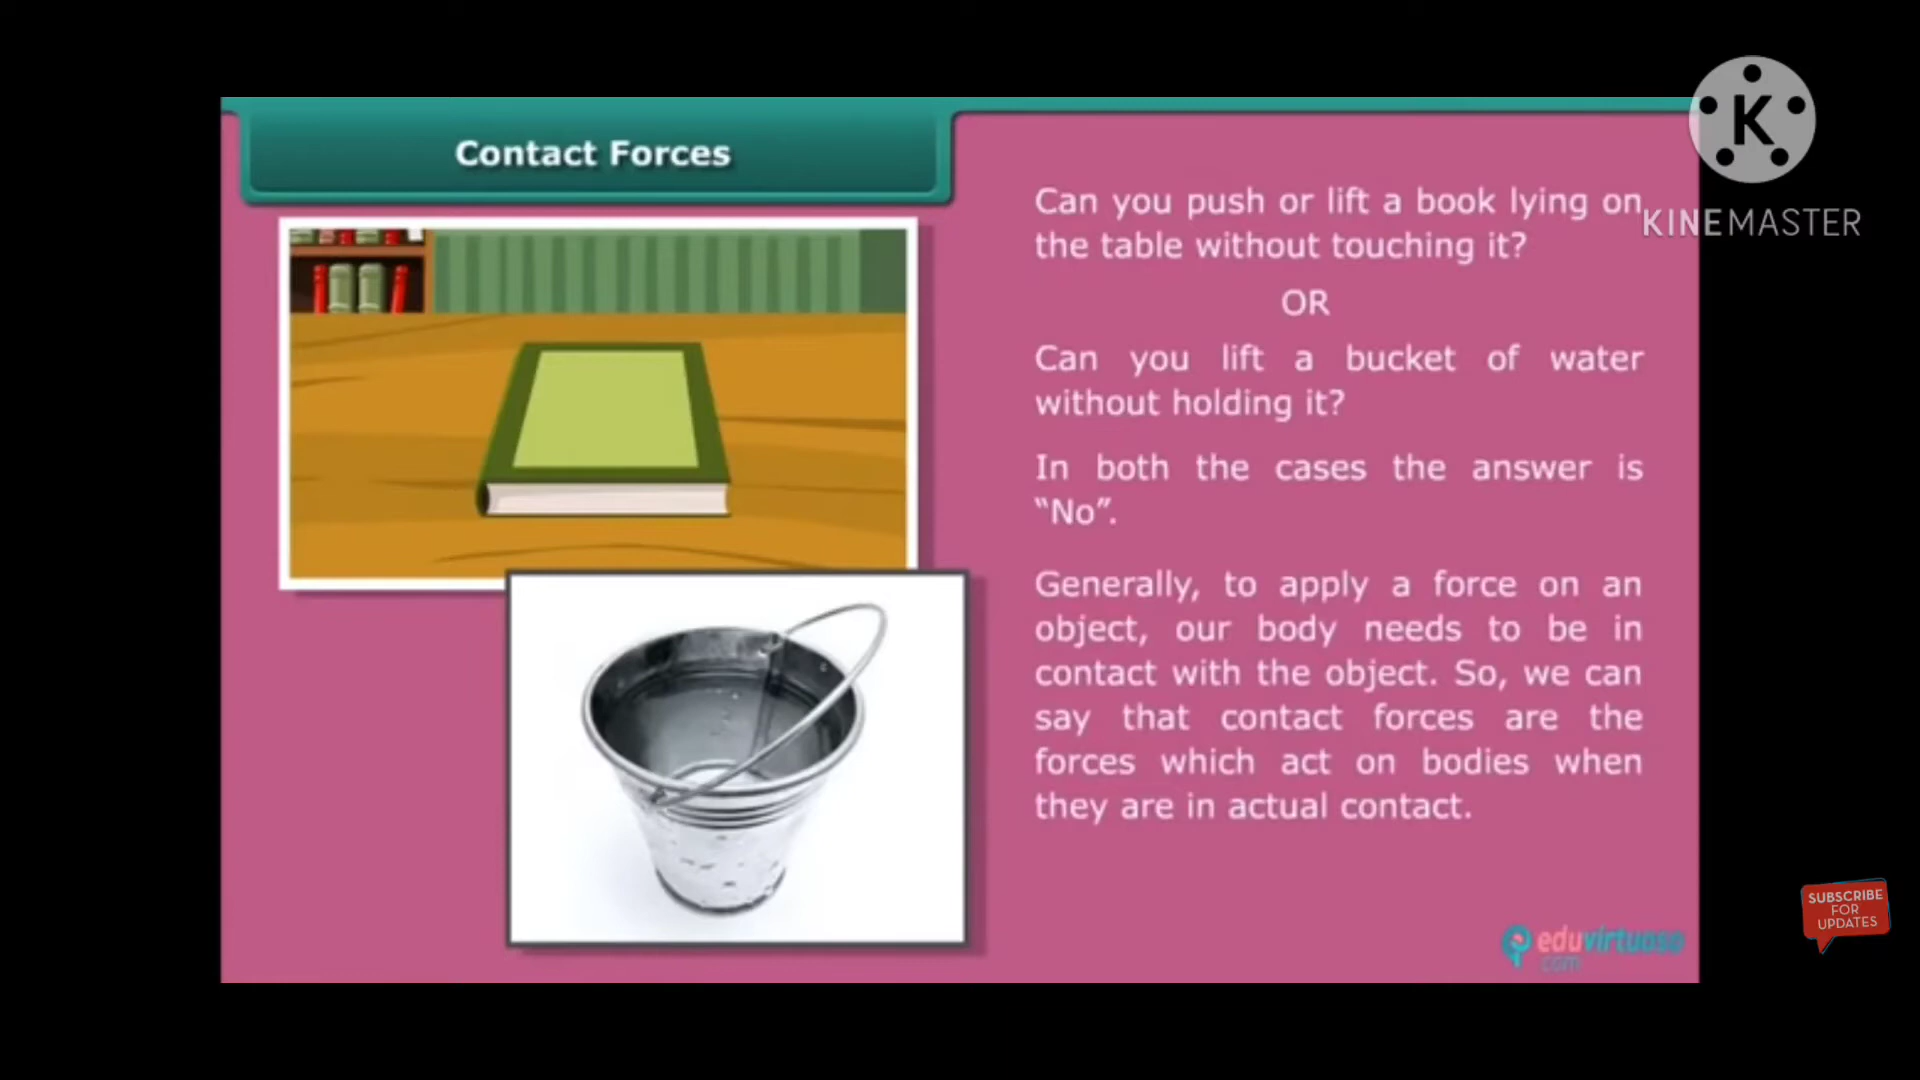 Contact Forces
Can you push or lift a book lying on
the table without touching it?
OR
Can you lift a bucket of water
without holding it?
In both the cases the answer is
“No”.
Generally, to apply a force on an
object, our body needs to be in
contact with the object. So, we can
say that contact forces are the
forces which act on bodies when
they are in actual contact.
K
KINEMASTER
SUBSCRIBE
FOR
UPDATES
eduvirtuoso
.com